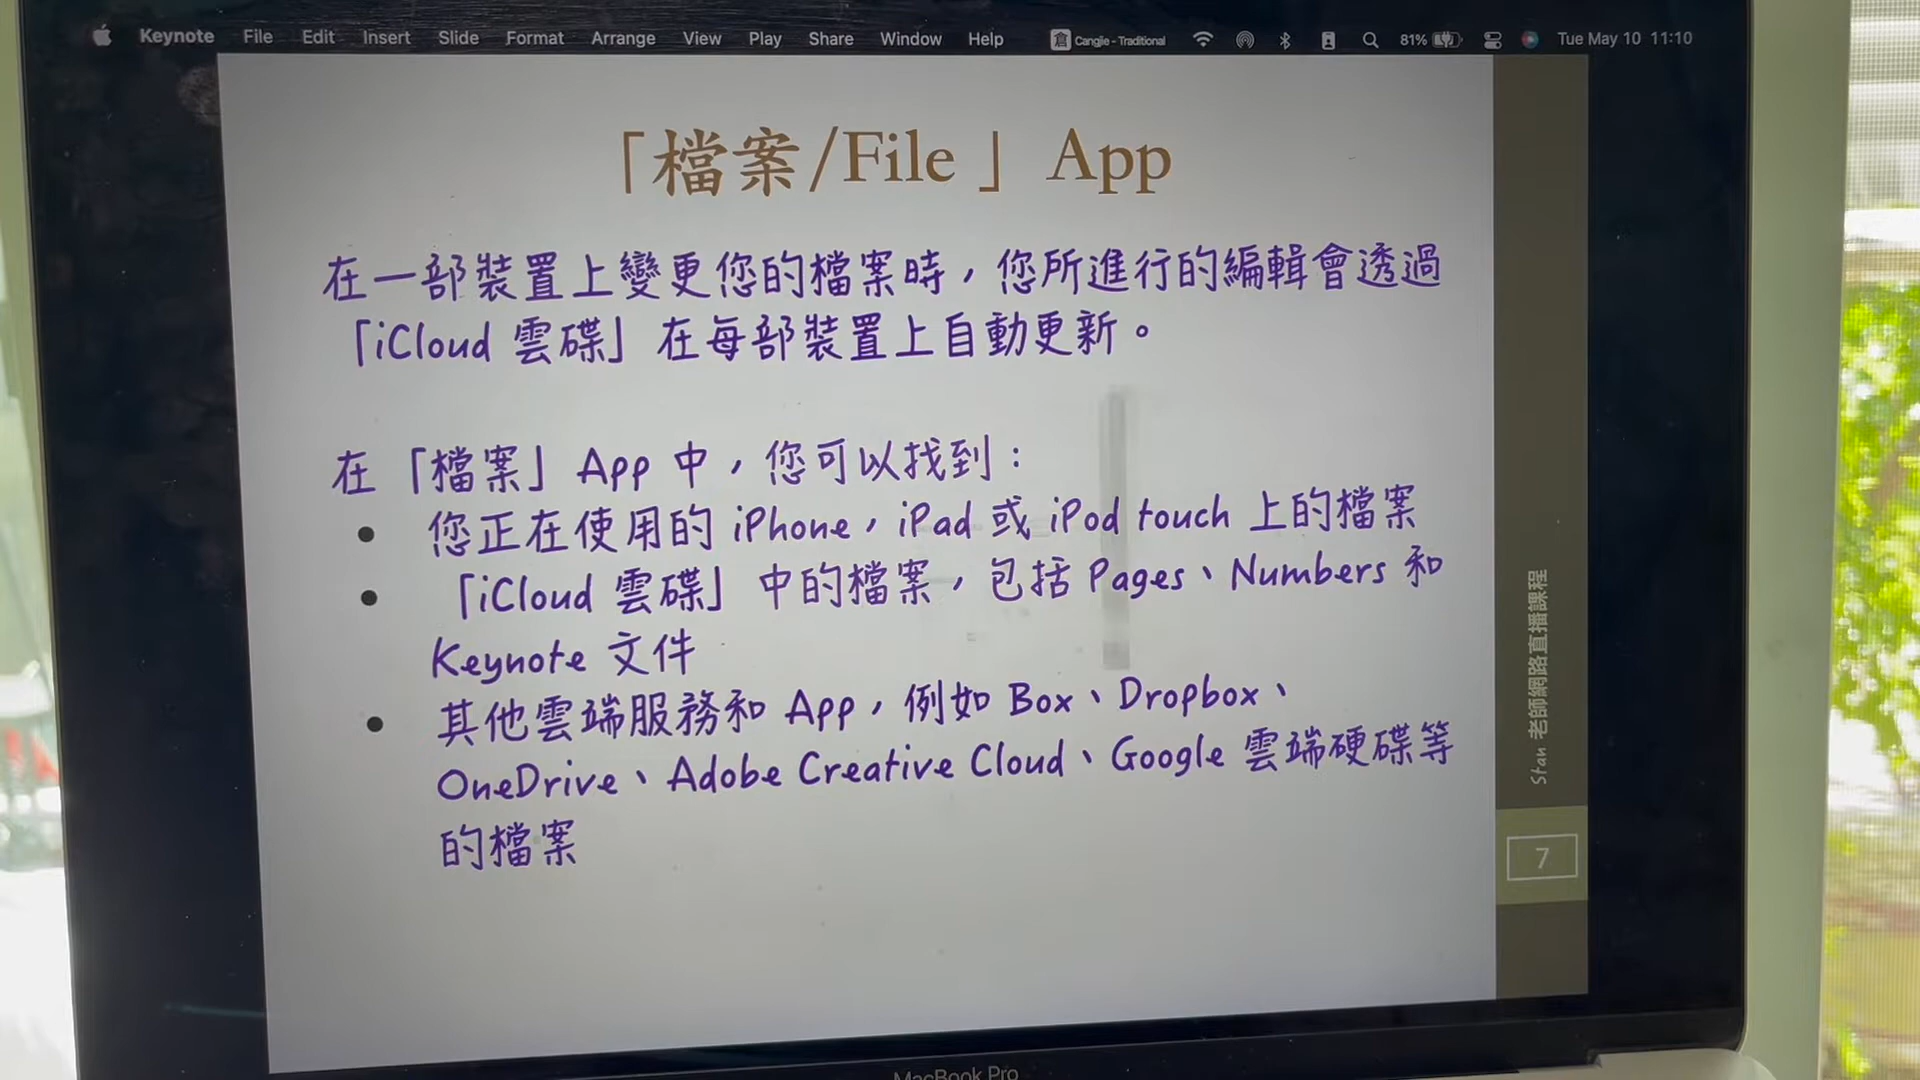 Keynote File Edit Insert Slide Format Arrange View Play Share Window Help 倉 Cangjie - Traditional 81% Tue May 10 11:10
「檔案/File」App
在一部裝置上變更您的檔案時，您所進行的編輯會透過
「iCloud 雲碟」在每部裝置上自動更新。
在「檔案」App 中，您可以找到：
• 您正在使用的 iPhone，iPad 或 iPod touch 上的檔案
• 「iCloud 雲碟」中的檔案，包括 Pages、Numbers 和
Keynote 文件
• 其他雲端服務和 App，例如 Box、Dropbox、
OneDrive、Adobe Creative Cloud、Google 雲端硬碟等
的檔案
Stan 老師網路直播課程
7
MacBook Pro